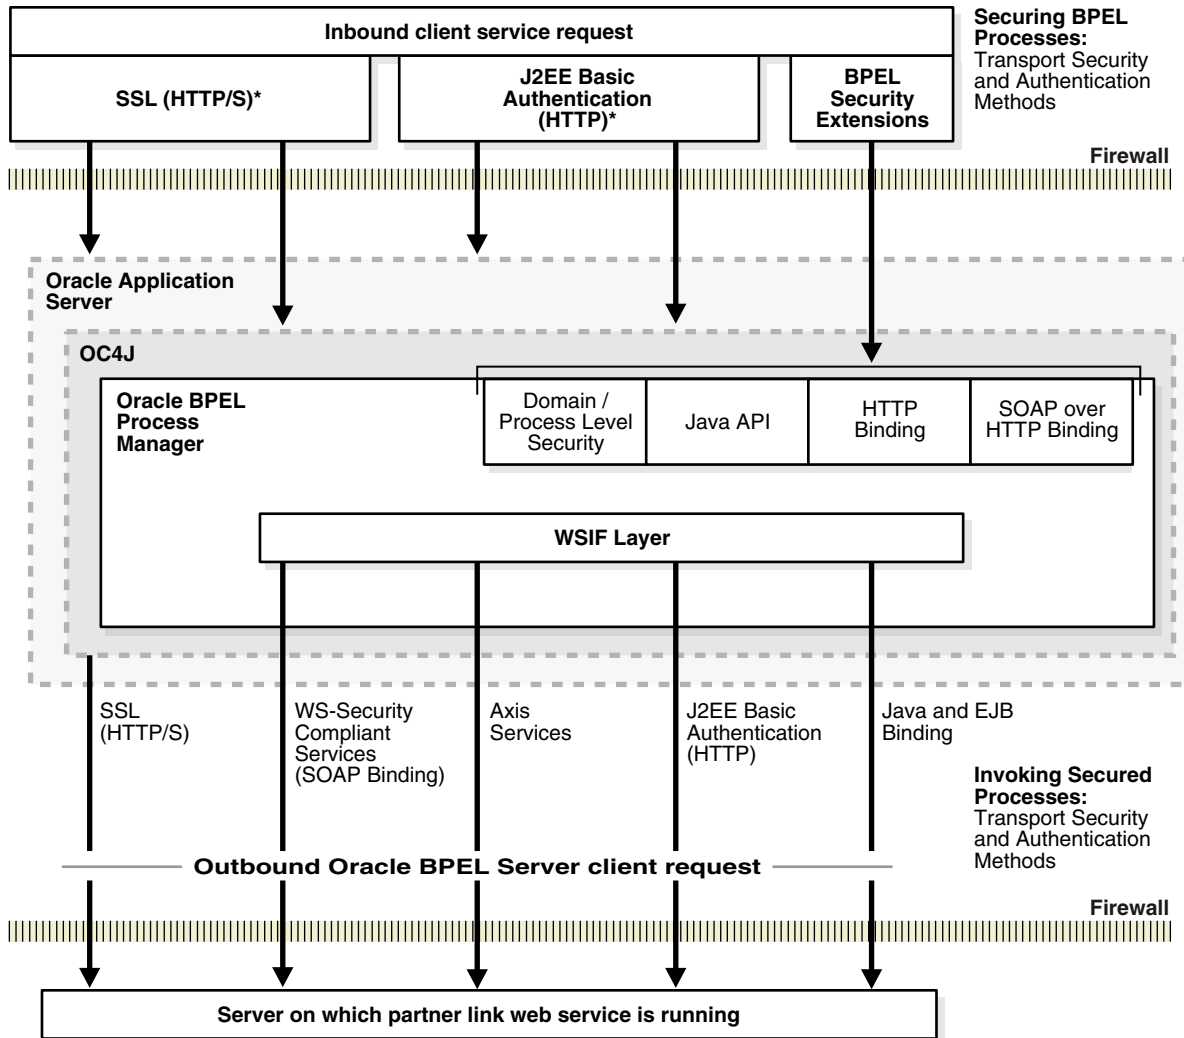 Inbound client service request
Securing BPEL
Processes:
Transport Security
and Authentication
Methods
SSL (HTTP/S)*
J2EE Basic
Authentication
(HTTP)*
BPEL
Security
Extensions
Firewall
Oracle Application
Server
OC4J
Oracle BPEL
Process
Manager
Domain /
Process Level
Security
Java API
HTTP
Binding
SOAP over
HTTP Binding
WSIF Layer
SSL
(HTTP/S)
WS-Security
Compliant
Services
(SOAP Binding)
Axis
Services
J2EE Basic
Authentication
(HTTP)
Java and EJB
Binding
Invoking Secured
Processes:
Transport Security
and Authentication
Methods
Outbound Oracle BPEL Server client request
Firewall
Server on which partner link web service is running